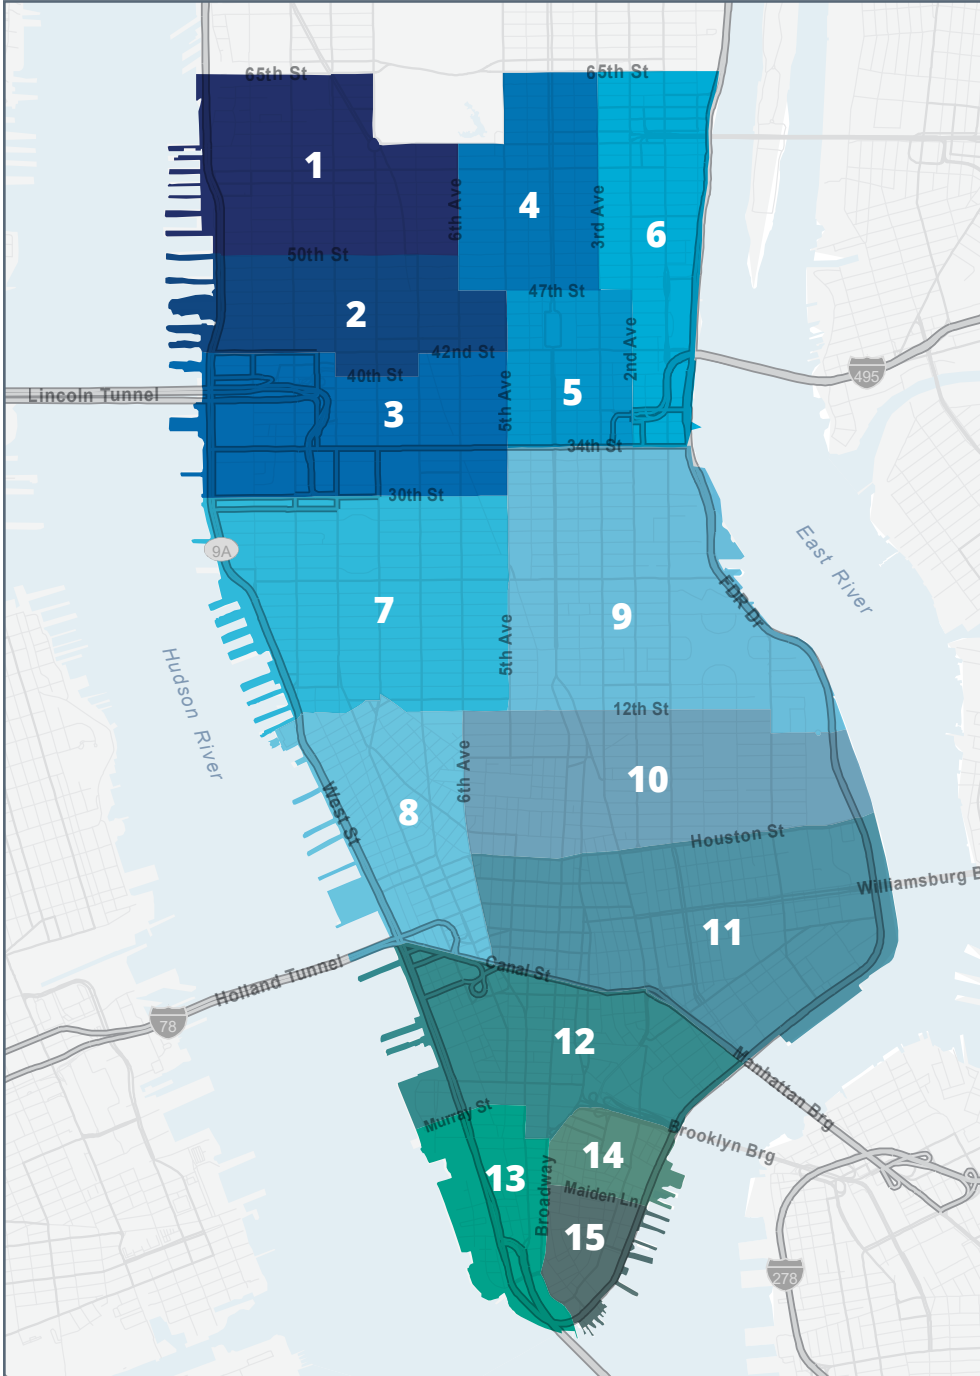 65th St
65th St
1
6th Ave
4
3rd Ave
6
50th St
47th St
2
2nd Ave
42nd St
40th St
495
Lincoln Tunnel
3
5th Ave
5
34th St
30th St
9A
East River
7
9
FDR Dr
5th Ave
Hudson River
12th St
6th Ave
10
8
West St
Houston St
Williamsburg B
11
Canal St
Holland Tunnel
78
12
Manhattan Brg
Murray St
Brooklyn Brg
14
13
Broadway
Maiden Ln
15
278